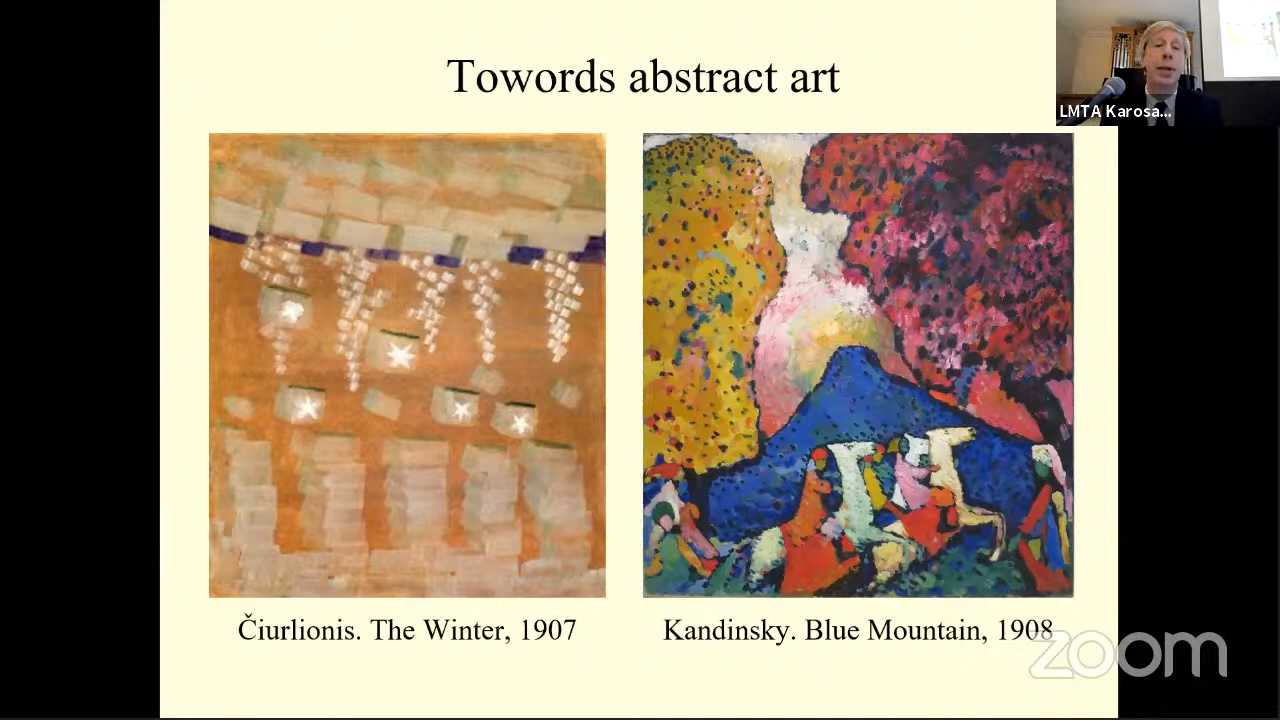 Towords abstract art
LMTA Karosa...
Čiurlionis. The Winter, 1907
Kandinsky. Blue Mountain, 1908
zoom